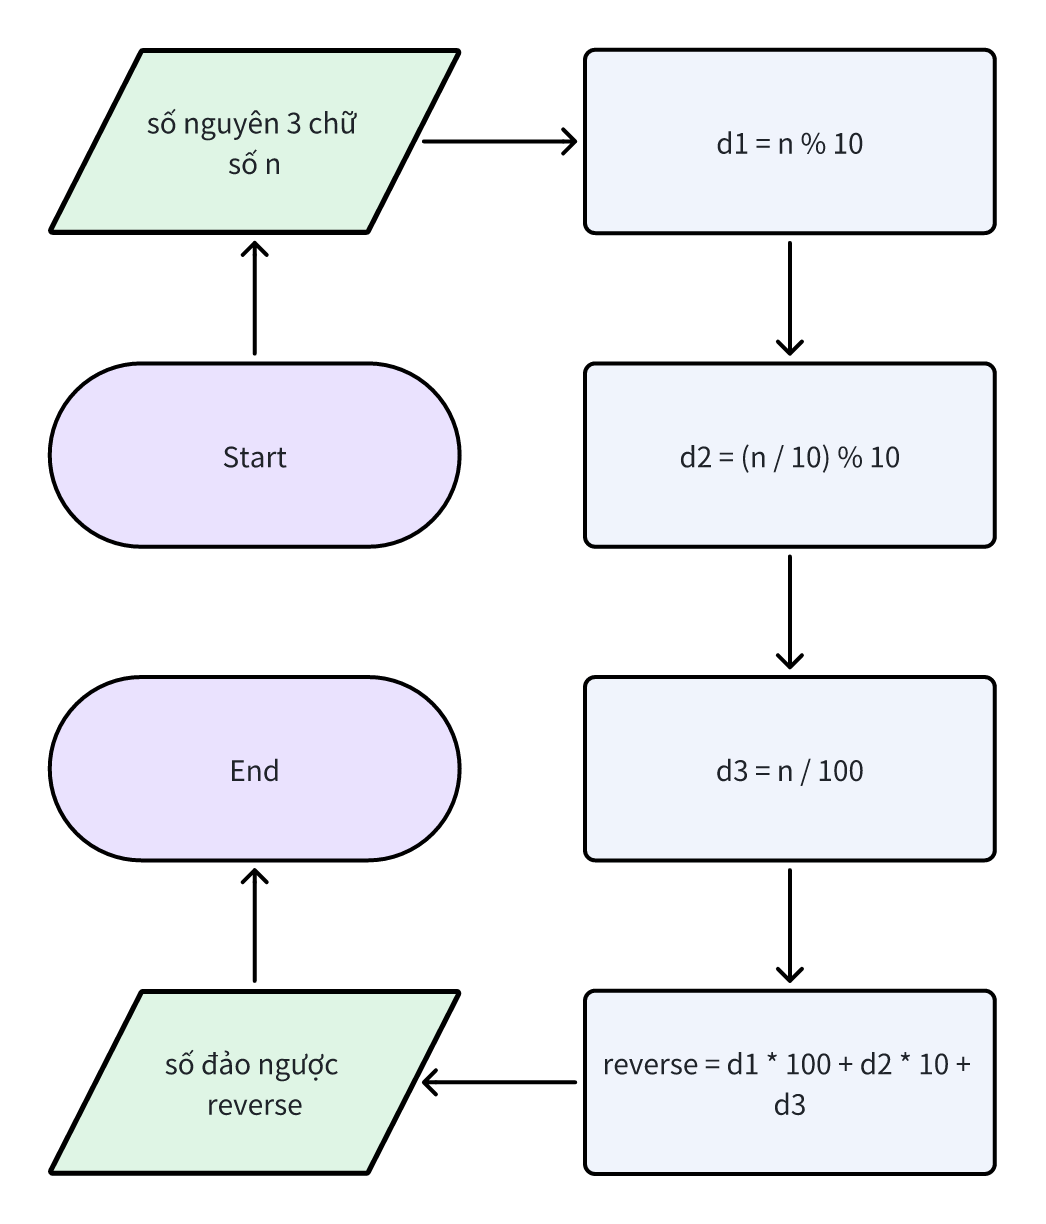 số nguyên 3 chữ
số n
d1 = n % 10
Start
d2 = (n / 10) % 10
End
d3 = n / 100
số đảo ngược
reverse
reverse = d1 * 100 + d2 * 10 +
d3